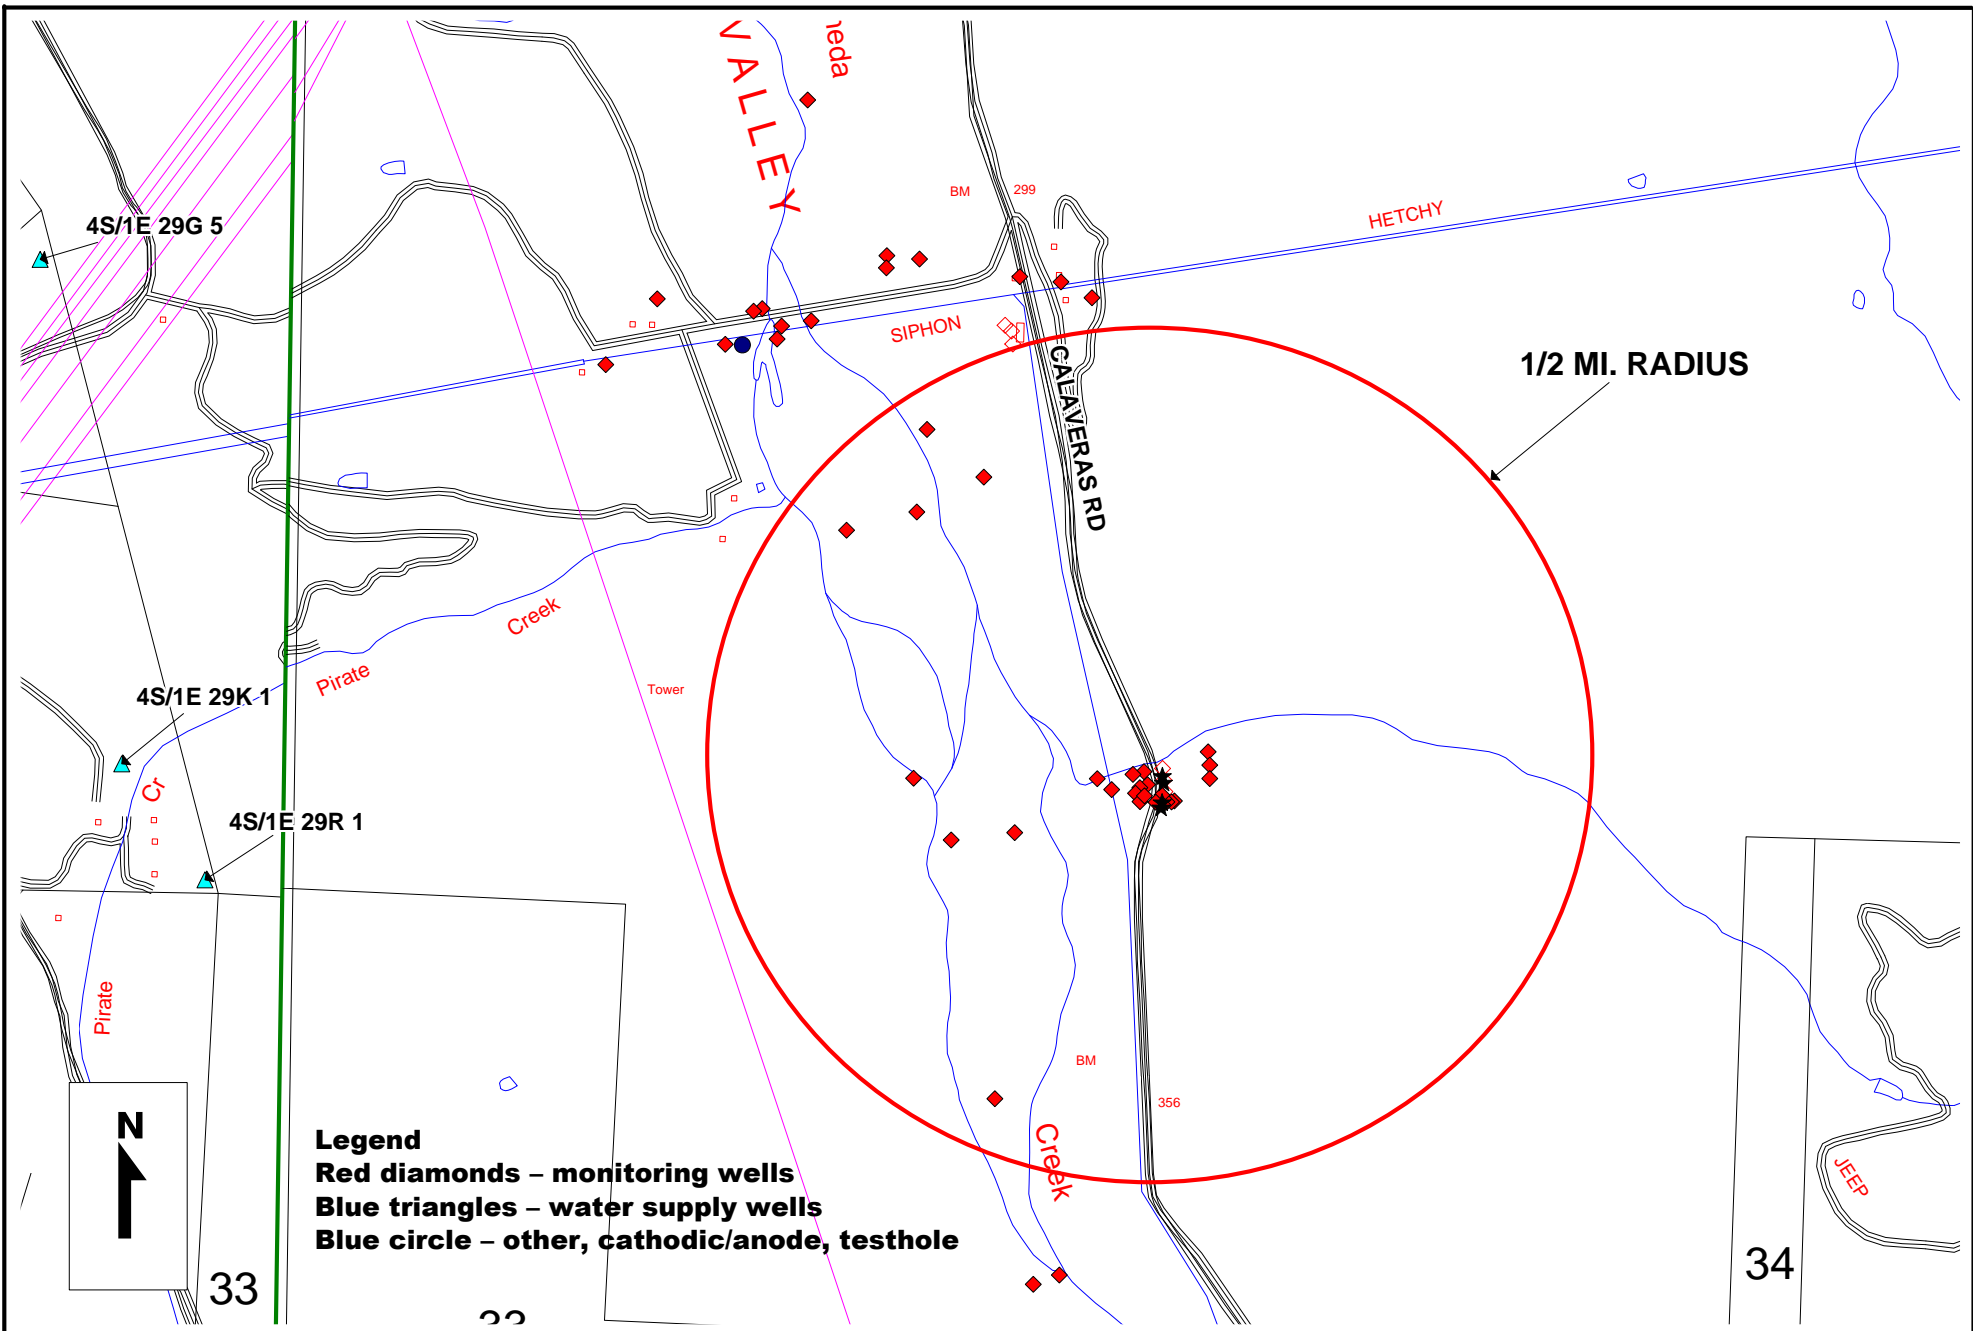 VALLEY
neda
4S/1E 29G 5
BM
299
HETCHY
SIPHON
CALAVERAS RD
1/2 MI. RADIUS
Creek
Pirate
Tower
4S/1E 29K 1
Cr
4S/1E 29R 1
Pirate
BM
356
Creek
JEEP
N
Legend
Red diamonds – monitoring wells
Blue triangles – water supply wells
Blue circle – other, cathodic/anode, testhole
33
34